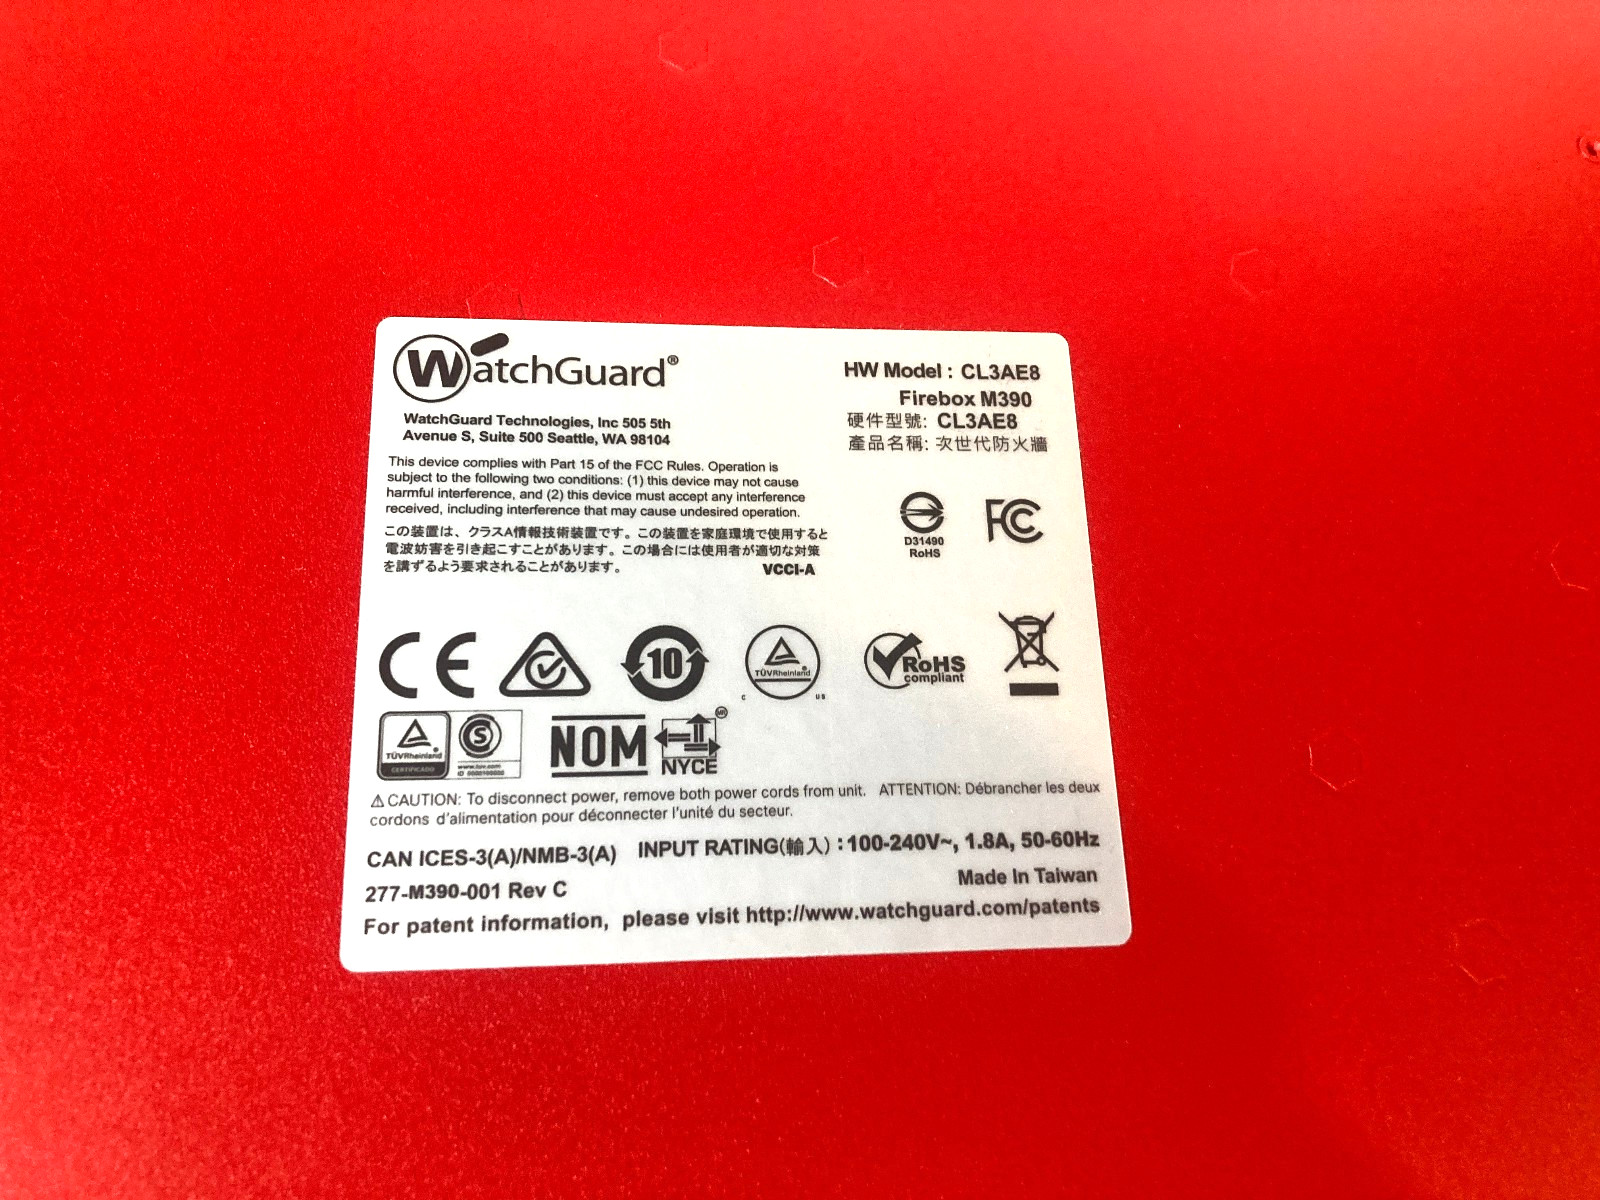 WatchGuard®
WatchGuard Technologies, Inc 505 5th
Avenue S, Suite 500 Seattle, WA 98104
HW Model : CL3AE8
Firebox M390
硬件型號: CL3AE8
產品名稱: 次世代防火牆
This device complies with Part 15 of the FCC Rules. Operation is
subject to the following two conditions: (1) this device may not cause
harmful interference, and (2) this device must accept any interference
received, including interference that may cause undesired operation.
この装置は、クラスA情報技術装置です。この装置を家庭環境で使用すると
電波妨害を引き起こすことがあります。この場合には使用者が適切な対策
を講ずるよう要求されることがあります。
VCCI-A
D31490
RoHS
FC
CE
10
TÜVRheinland
C US
RoHS
compliant
TÜVRheinland
CERTIFICADO
S
www.tuv.com
NOM
NYCE
MR
⚠ CAUTION: To disconnect power, remove both power cords from unit. ATTENTION: Débrancher les deux
cordons d'alimentation pour déconnecter l'unité du secteur.
CAN ICES-3(A)/NMB-3(A) INPUT RATING(輸入) : 100-240V~, 1.8A, 50-60Hz
277-M390-001 Rev C
Made In Taiwan
For patent information, please visit http://www.watchguard.com/patents